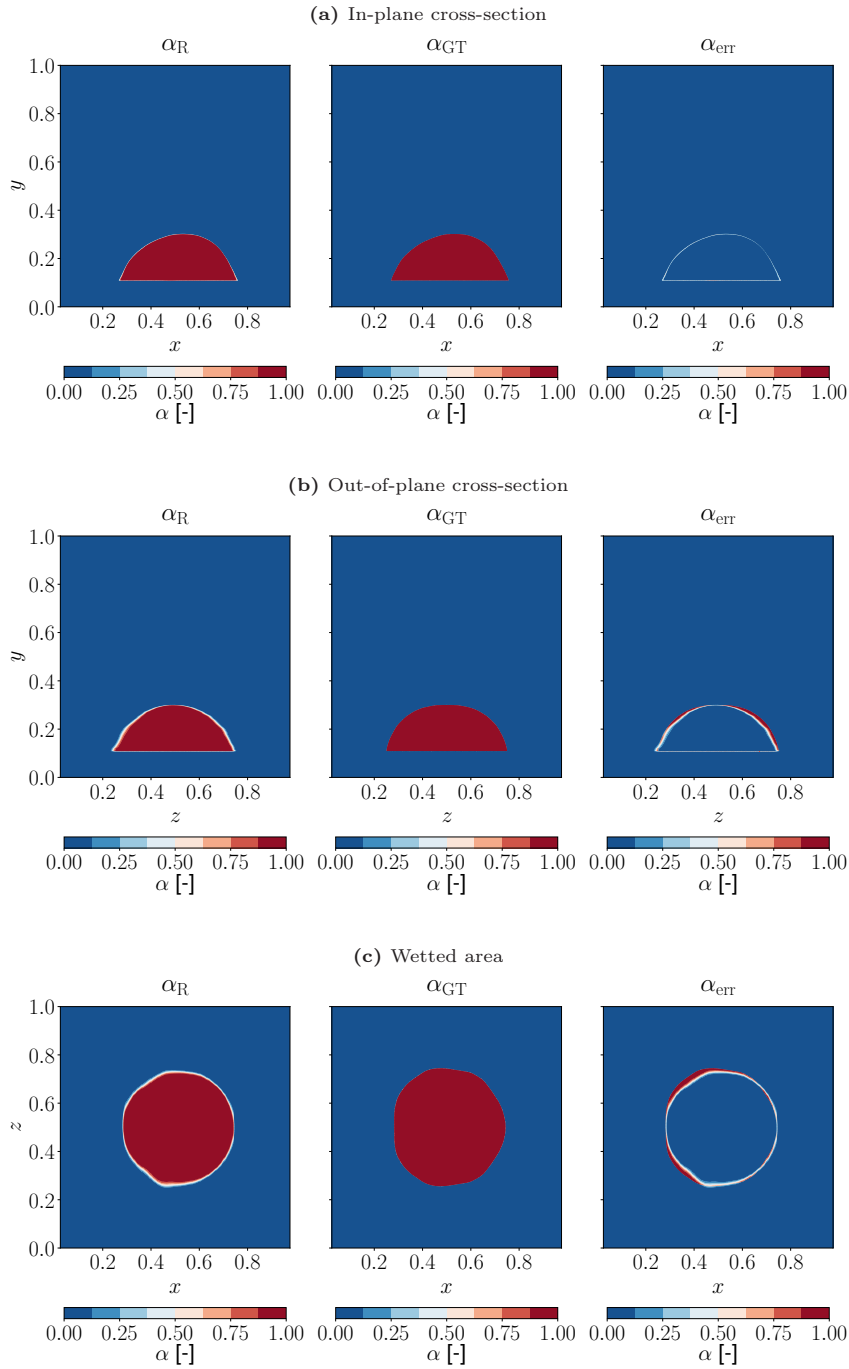 (a) In-plane cross-section
α_R α_GT α_err
1.0
0.8
0.6
0.4
0.2
0.0
y
0.2 0.4 0.6 0.8 0.2 0.4 0.6 0.8 0.2 0.4 0.6 0.8
x x x
0.00 0.25 0.50 0.75 1.00 0.00 0.25 0.50 0.75 1.00 0.00 0.25 0.50 0.75 1.00
α [-] α [-] α [-]
(b) Out-of-plane cross-section
α_R α_GT α_err
1.0
0.8
0.6
0.4
0.2
0.0
y
0.2 0.4 0.6 0.8 0.2 0.4 0.6 0.8 0.2 0.4 0.6 0.8
z z z
0.00 0.25 0.50 0.75 1.00 0.00 0.25 0.50 0.75 1.00 0.00 0.25 0.50 0.75 1.00
α [-] α [-] α [-]
(c) Wetted area
α_R α_GT α_err
1.0
0.8
0.6
0.4
0.2
0.0
z
0.2 0.4 0.6 0.8 0.2 0.4 0.6 0.8 0.2 0.4 0.6 0.8
x x x
0.00 0.25 0.50 0.75 1.00 0.00 0.25 0.50 0.75 1.00 0.00 0.25 0.50 0.75 1.00
α [-] α [-] α [-]